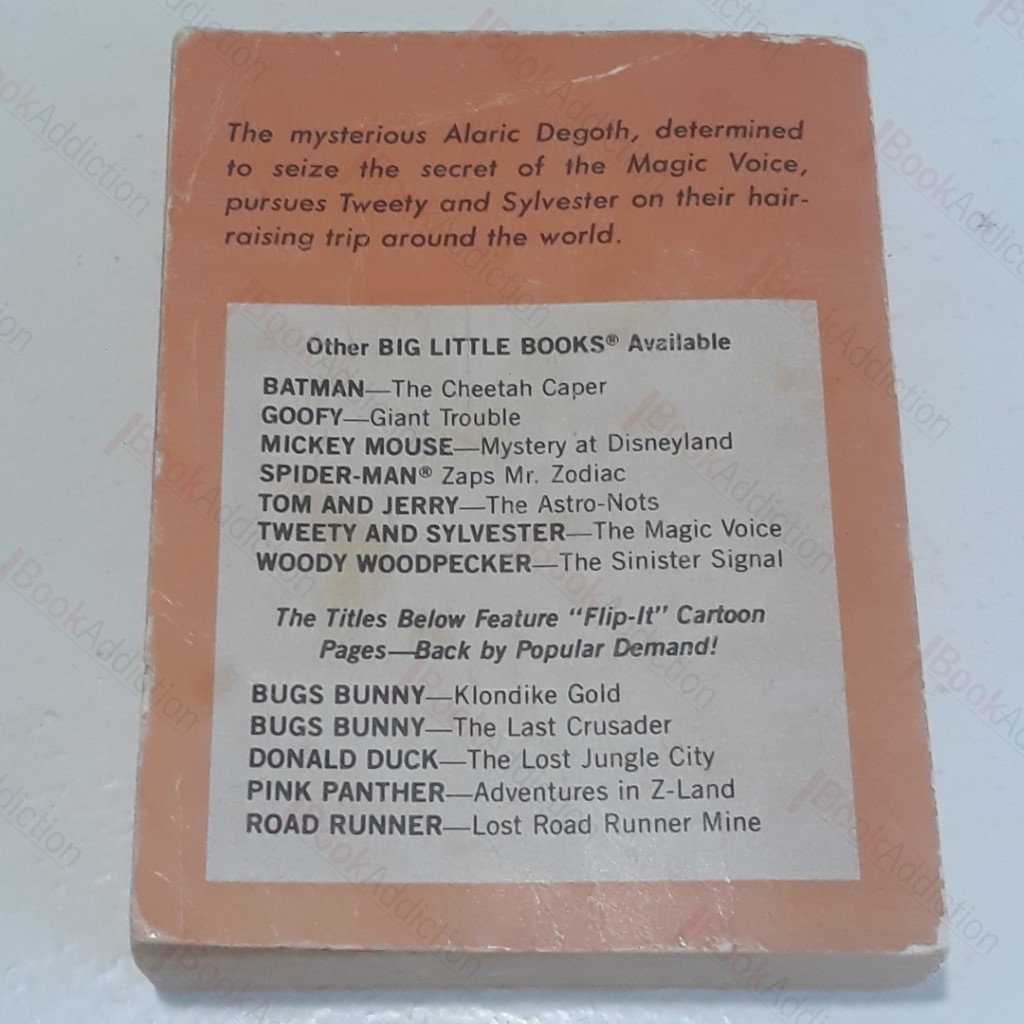 The mysterious Alaric Degoth, determined
to seize the secret of the Magic Voice,
pursues Tweety and Sylvester on their hair-
raising trip around the world.
Other BIG LITTLE BOOKS® Available
BATMAN—The Cheetah Caper
GOOFY—Giant Trouble
MICKEY MOUSE—Mystery at Disneyland
SPIDER-MAN® Zaps Mr. Zodiac
TOM AND JERRY—The Astro-Nots
TWEETY AND SYLVESTER—The Magic Voice
WOODY WOODPECKER—The Sinister Signal
The Titles Below Feature "Flip-It" Cartoon
Pages—Back by Popular Demand!
BUGS BUNNY—Klondike Gold
BUGS BUNNY—The Last Crusader
DONALD DUCK—The Lost Jungle City
PINK PANTHER—Adventures in Z-Land
ROAD RUNNER—Lost Road Runner Mine
BookAddiction